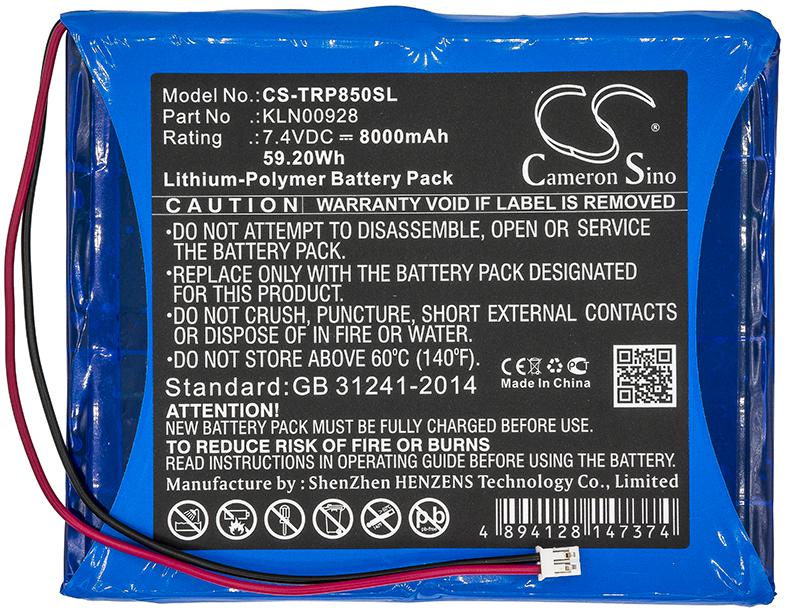 Model No.:CS-TRP850SL
Part No .:KLN00928
Rating .:7.4VDC ⎓ 8000mAh
59.20Wh
Lithium-Polymer Battery Pack
CS ®
Cameron Sino
CAUTION WARRANTY VOID IF LABEL IS REMOVED
•DO NOT ATTEMPT TO DISASSEMBLE, OPEN OR SERVICE
THE BATTERY PACK.
•REPLACE ONLY WITH THE BATTERY PACK DESIGNATED
FOR THIS PRODUCT.
•DO NOT CRUSH, PUNCTURE, SHORT EXTERNAL CONTACTS
OR DISPOSE OF IN FIRE OR WATER.
•DO NOT STORE ABOVE 60℃ (140℉).
Standard:GB 31241-2014
CE
Made In China
ATTENTION!
NEW BATTERY PACK MUST BE FULLY CHARGED BEFORE USE.
TO REDUCE RISK OF FIRE OR BURNS
READ INSTRUCTIONS IN OPERATING GUIDE BEFORE USING BATTERY.
Manufacture by : ShenZhen HENZENS Technology Co., Limited
pb
pb-free
4 894128 147374